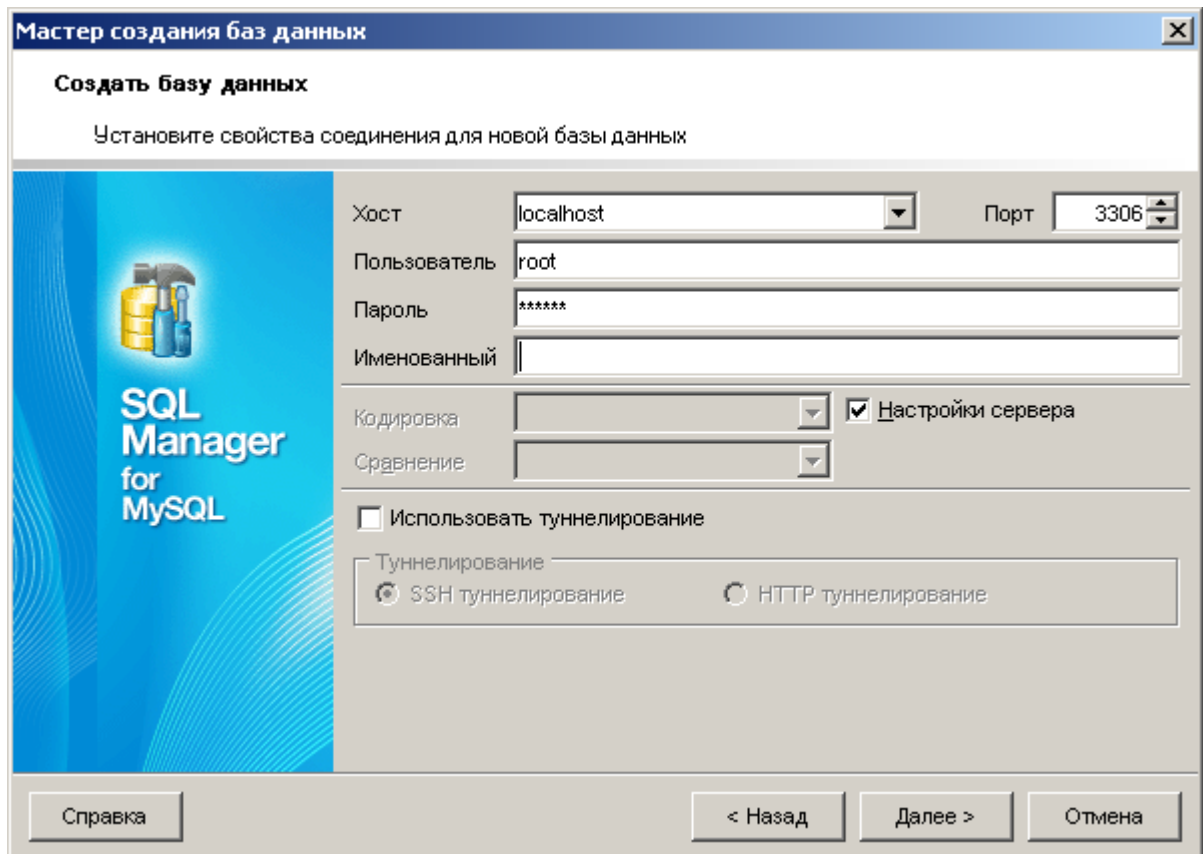 Мастер создания баз данных
Создать базу данных
Установите свойства соединения для новой базы данных
Хост localhost Порт 3306
Пользователь root
Пароль ******
Именованный
Кодировка Настройки сервера
Сравнение
Использовать туннелирование
Туннелирование
SSH туннелирование HTTP туннелирование
SQL
Manager
for
MySQL
Справка < Назад Далее > Отмена